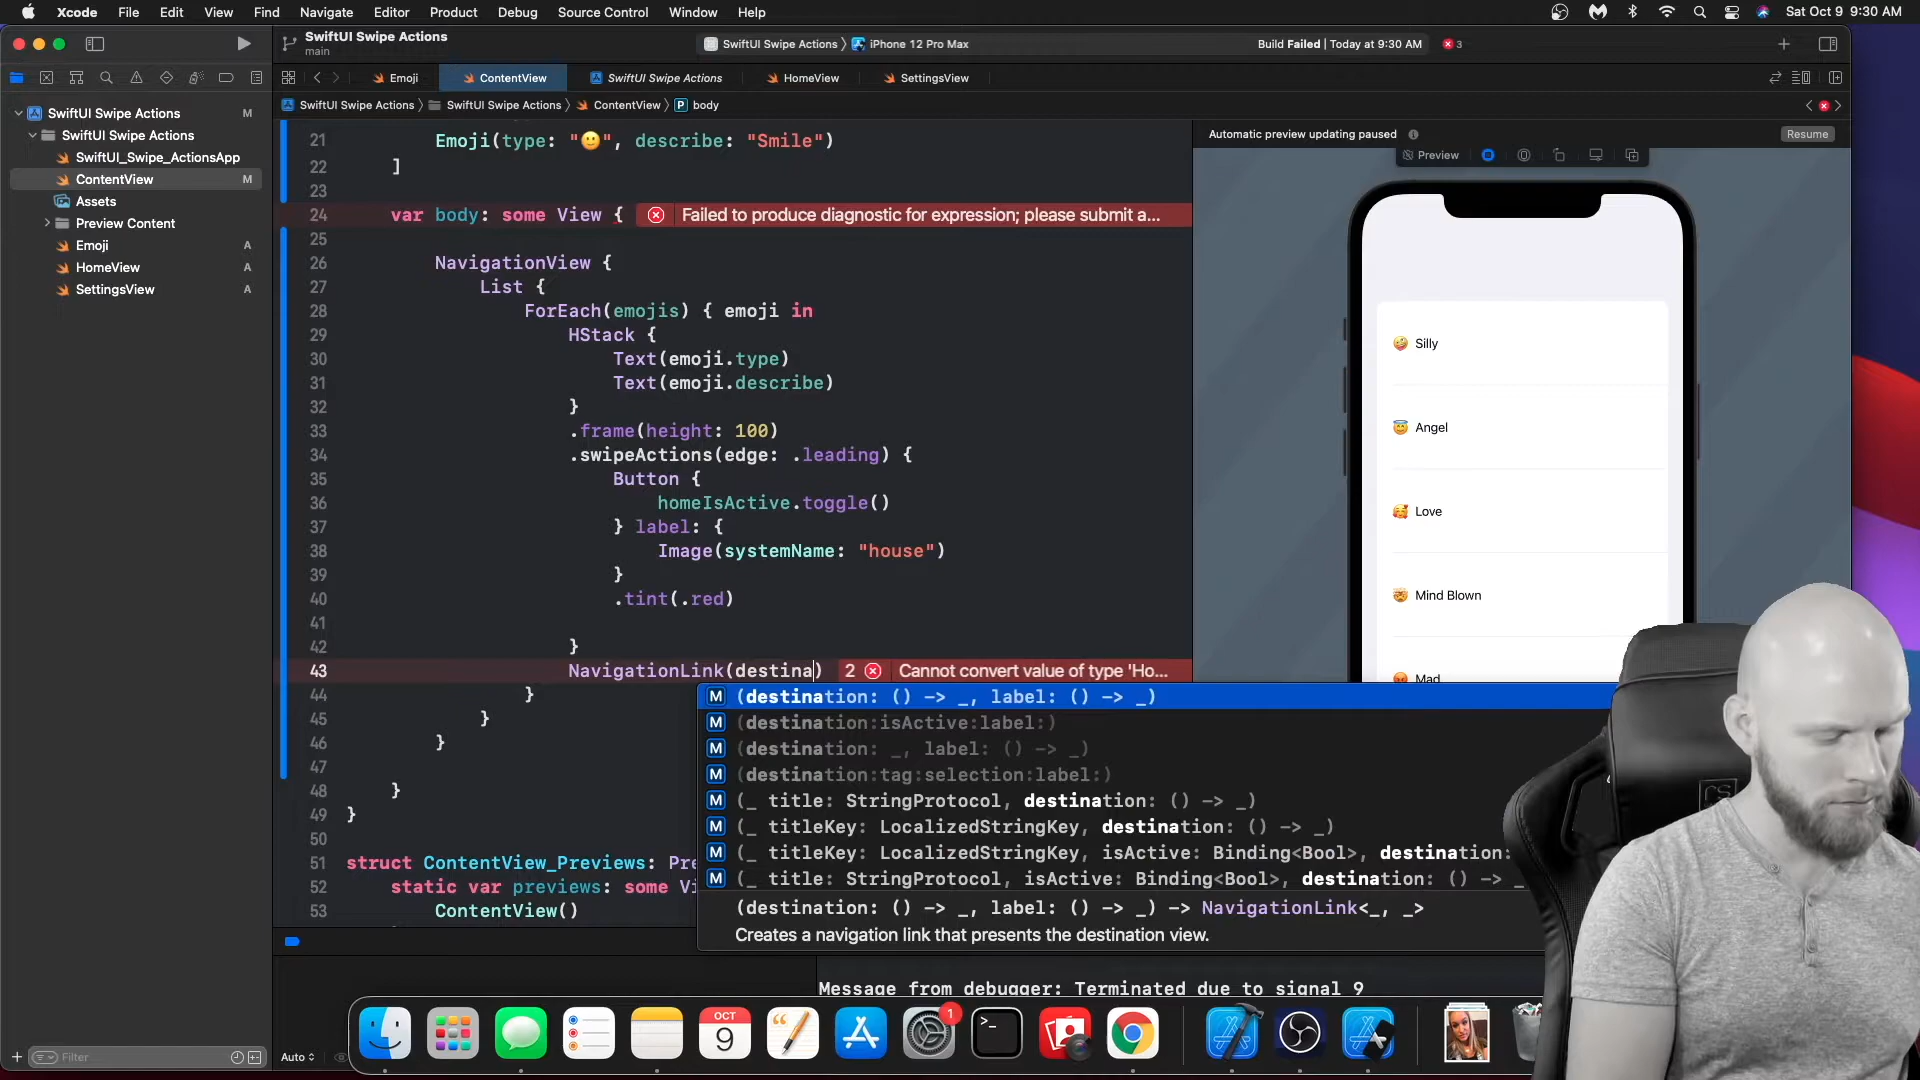 Xcode File Edit View Find Navigate Editor Product Debug Source Control Window Help Sat Oct 9 9:30 AM
SwiftUI Swipe Actions
main
SwiftUI Swipe Actions iPhone 12 Pro Max Build Failed | Today at 9:30 AM 3
Emoji ContentView SwiftUI Swipe Actions HomeView SettingsView
SwiftUI Swipe Actions SwiftUI Swipe Actions ContentView body
SwiftUI Swipe Actions M
SwiftUI Swipe Actions
SwiftUI_Swipe_ActionsApp
ContentView M
Assets
Preview Content
Emoji A
HomeView A
SettingsView A
21 Emoji(type: "🙂", describe: "Smile")
22 ]
23
24 var body: some View { Failed to produce diagnostic for expression; please submit a...
25
26 NavigationView {
27 List {
28 ForEach(emojis) { emoji in
29 HStack {
30 Text(emoji.type)
31 Text(emoji.describe)
32 }
33 .frame(height: 100)
34 .swipeActions(edge: .leading) {
35 Button {
36 homeIsActive.toggle()
37 } label: {
38 Image(systemName: "house")
39 }
40 .tint(.red)
41
42 }
43 NavigationLink(destina) 2 Cannot convert value of type 'Ho...
44 }
45 }
46 }
47
48 }
49 }
50
51 struct ContentView_Previews: Pre
52 static var previews: some Vi
53 ContentView()
M (destination: () -> _, label: () -> _)
M (destination:isActive:label:)
M (destination: _, label: () -> _)
M (destination:tag:selection:label:)
M (_ title: StringProtocol, destination: () -> _)
M (_ titleKey: LocalizedStringKey, destination: () -> _)
M (_ titleKey: LocalizedStringKey, isActive: Binding<Bool>, destination:
M (_ title: StringProtocol, isActive: Binding<Bool>, destination: () -> _
(destination: () -> _, label: () -> _) -> NavigationLink<_, _>
Creates a navigation link that presents the destination view.
Automatic preview updating paused Resume
Preview
🤪 Silly
😇 Angel
🥰 Love
🤯 Mind Blown
😡 Mad
Message from debugger: Terminated due to signal 9
Filter
Auto
OCT
9
1